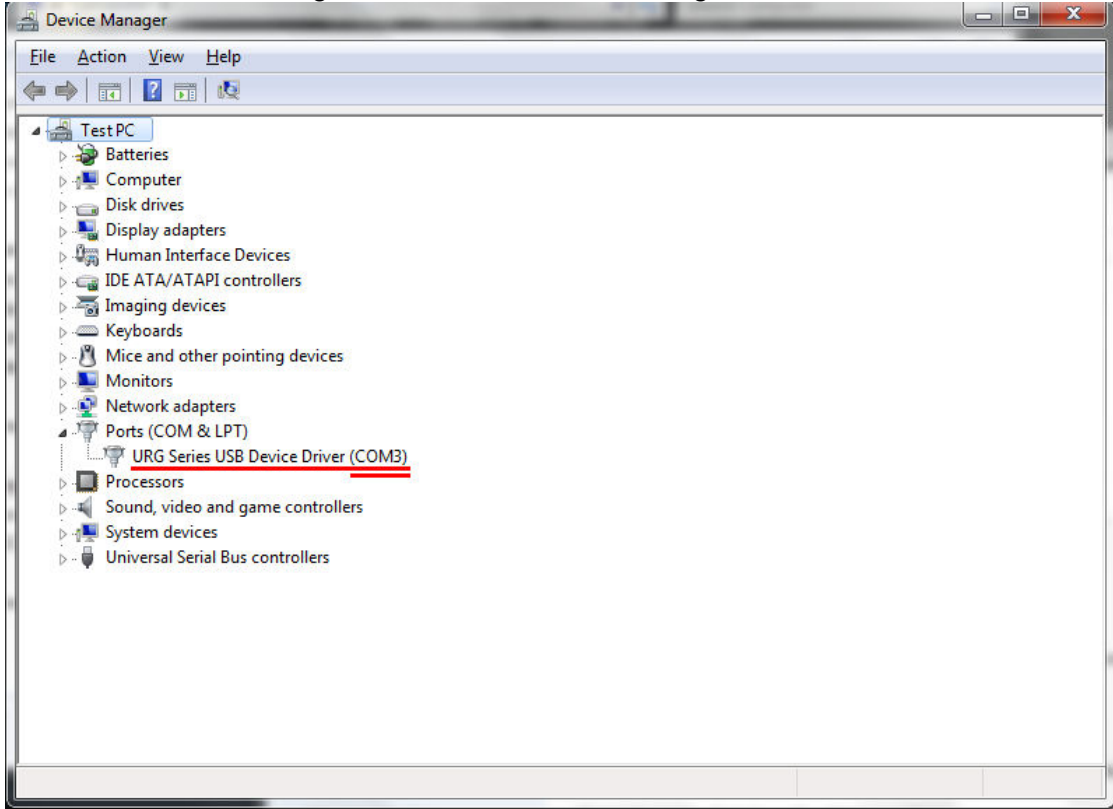 Device Manager
File Action View Help
Test PC
Batteries
Computer
Disk drives
Display adapters
Human Interface Devices
IDE ATA/ATAPI controllers
Imaging devices
Keyboards
Mice and other pointing devices
Monitors
Network adapters
Ports (COM & LPT)
URG Series USB Device Driver (COM3)
Processors
Sound, video and game controllers
System devices
Universal Serial Bus controllers